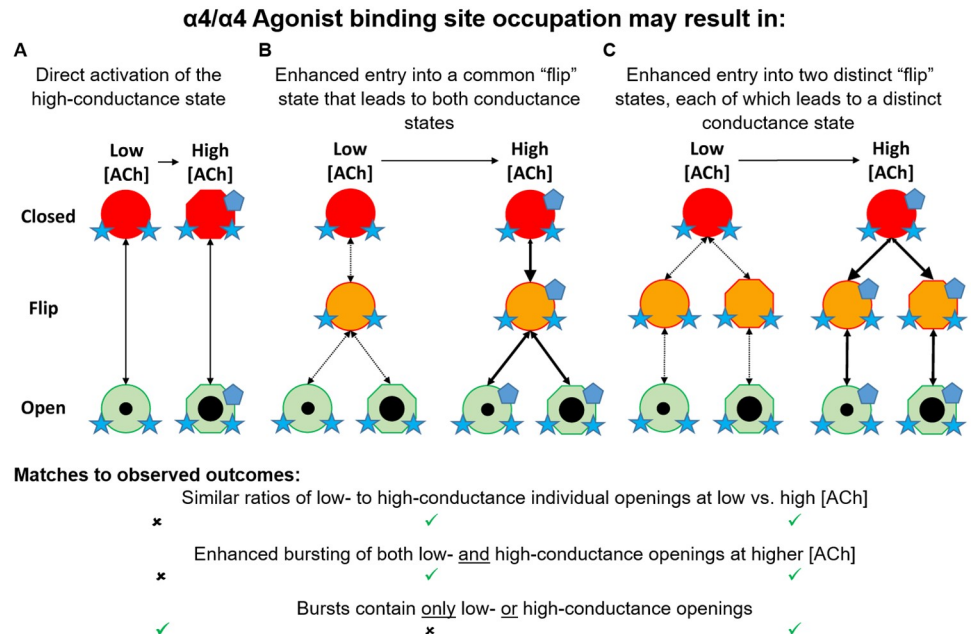 α4/α4 Agonist binding site occupation may result in:
A
Direct activation of the
high-conductance state
B
Enhanced entry into a common “flip”
state that leads to both conductance
states
C
Enhanced entry into two distinct “flip”
states, each of which leads to a distinct
conductance state
Low
[ACh]
High
[ACh]
Low
[ACh]
High
[ACh]
Low
[ACh]
High
[ACh]
Closed
Flip
Open
Matches to observed outcomes:
Similar ratios of low- to high-conductance individual openings at low vs. high [ACh]
Enhanced bursting of both low- and high-conductance openings at higher [ACh]
Bursts contain only low- or high-conductance openings